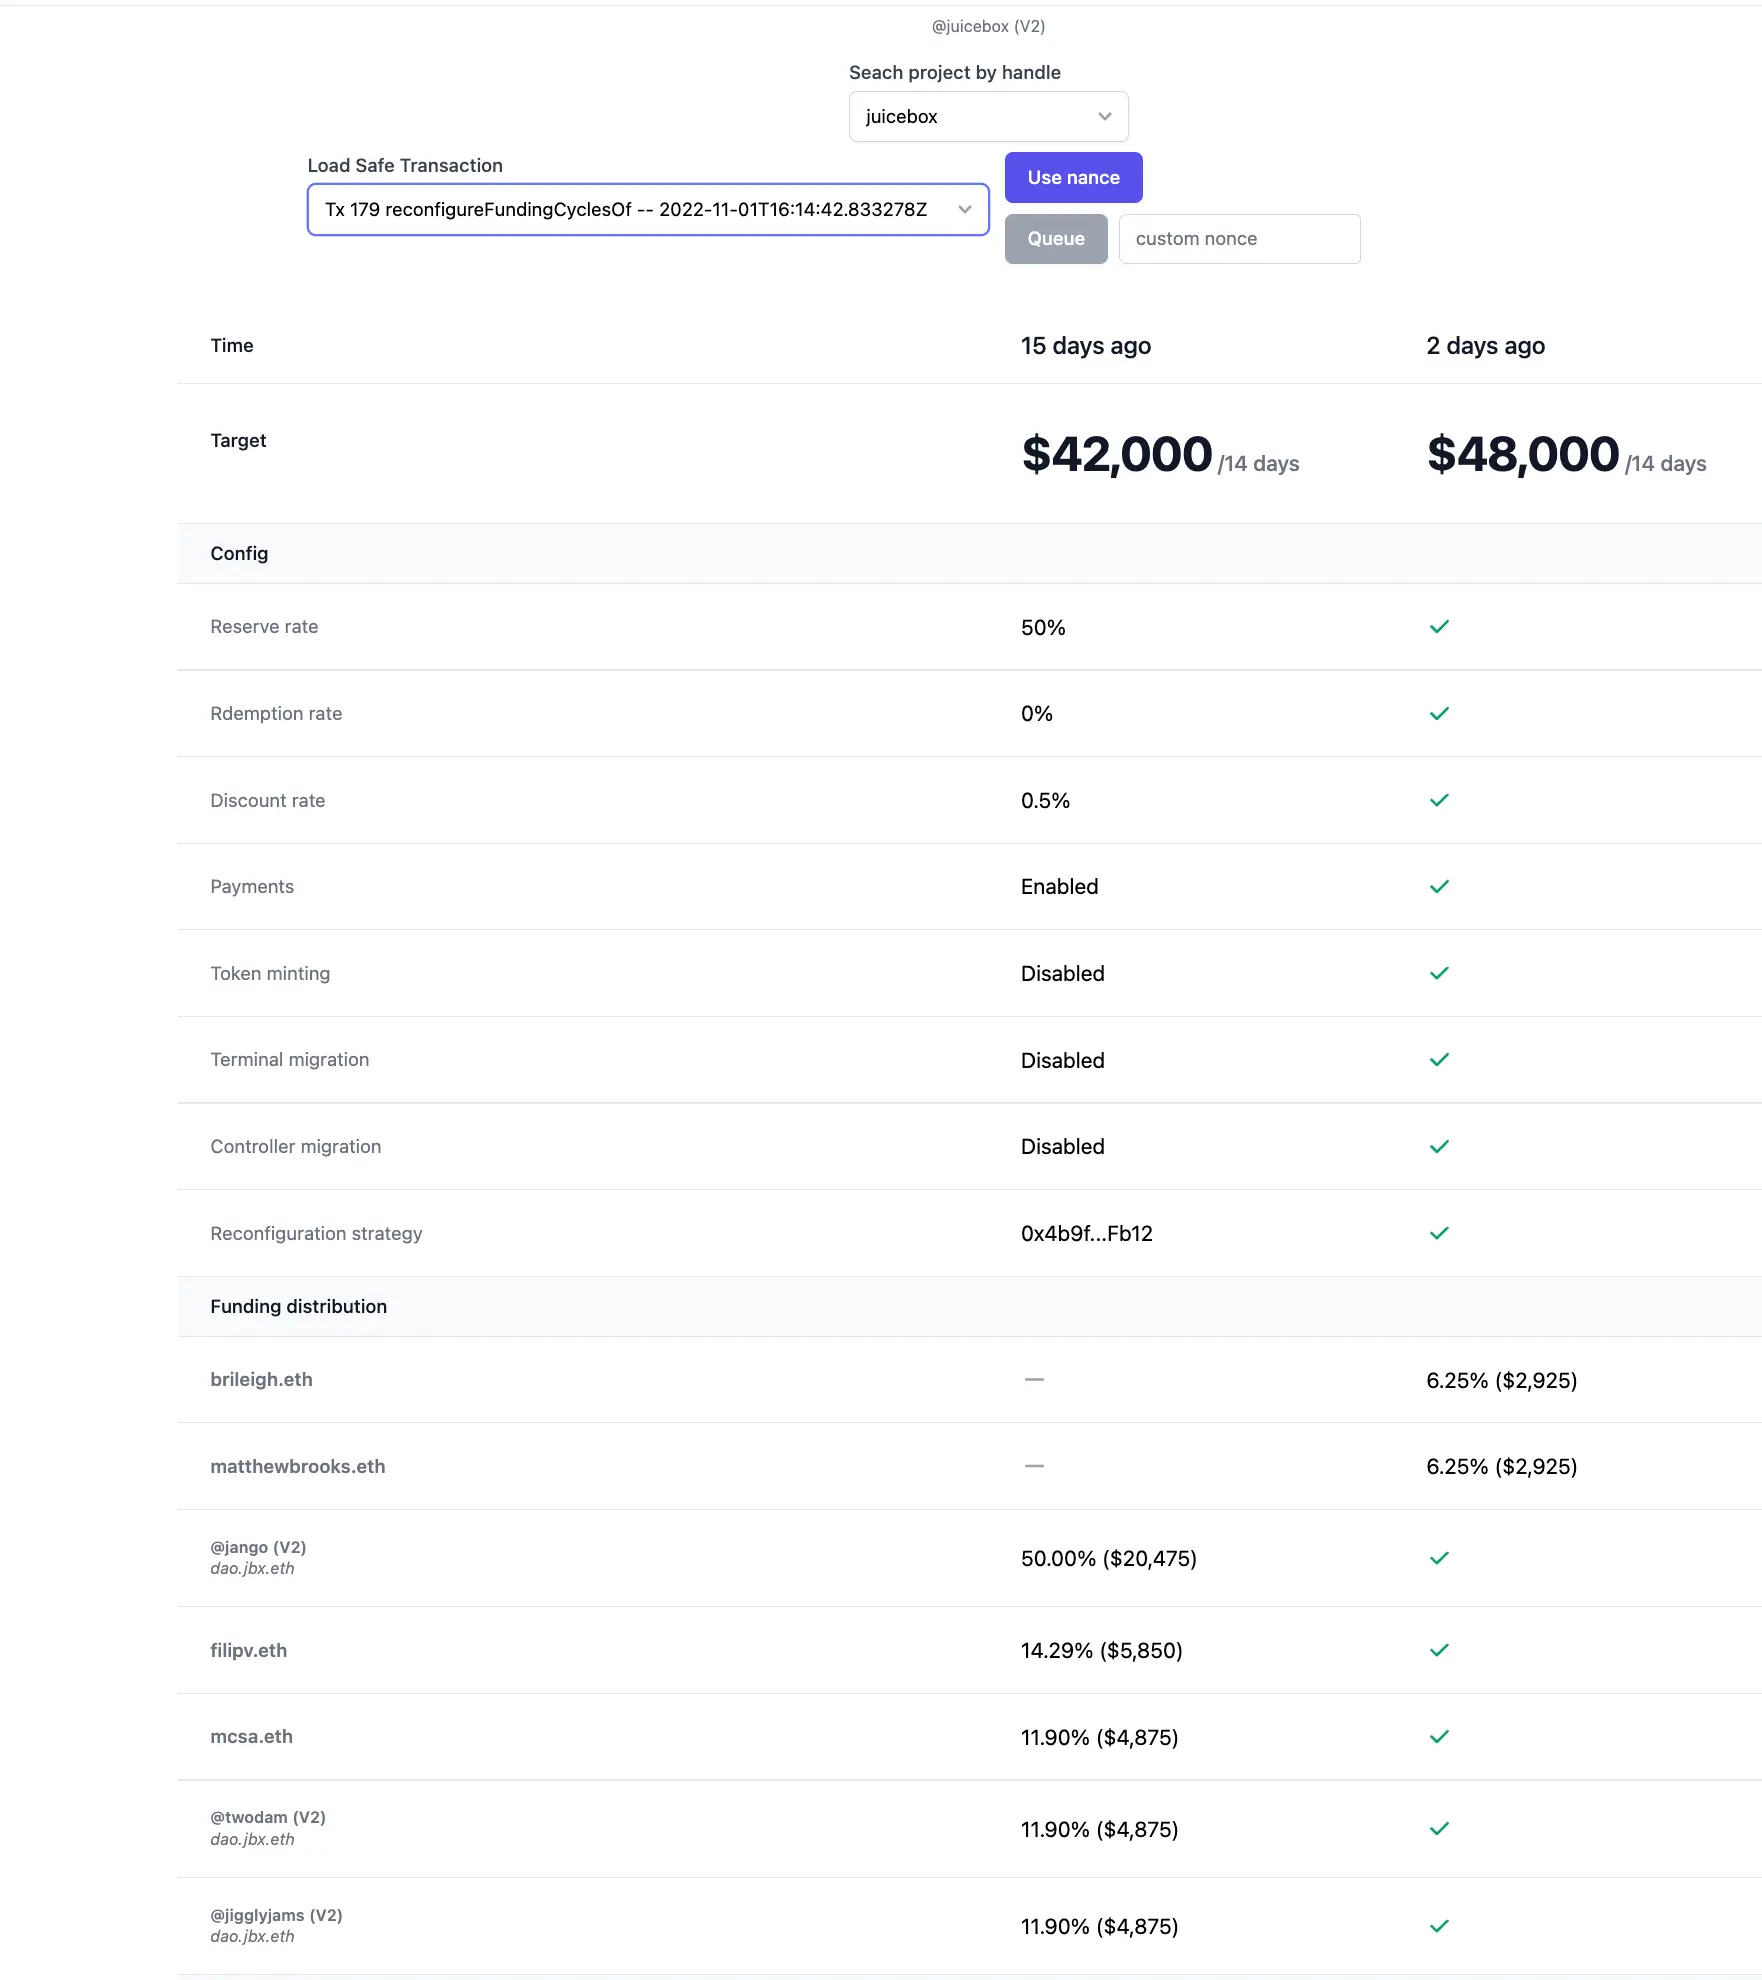 @juicebox (V2)
Seach project by handle
juicebox
Load Safe Transaction
Tx 179 reconfigureFundingCyclesOf -- 2022-11-01T16:14:42.833278Z
Use nance
Queue
custom nonce
Time 15 days ago 2 days ago
Target $42,000 /14 days $48,000 /14 days
Config
Reserve rate 50%
Rdemption rate 0%
Discount rate 0.5%
Payments Enabled
Token minting Disabled
Terminal migration Disabled
Controller migration Disabled
Reconfiguration strategy 0x4b9f...Fb12
Funding distribution
brileigh.eth — 6.25% ($2,925)
matthewbrooks.eth — 6.25% ($2,925)
@jango (V2)
dao.jbx.eth
50.00% ($20,475)
filipv.eth 14.29% ($5,850)
mcsa.eth 11.90% ($4,875)
@twodam (V2)
dao.jbx.eth
11.90% ($4,875)
@jigglyjams (V2)
dao.jbx.eth
11.90% ($4,875)